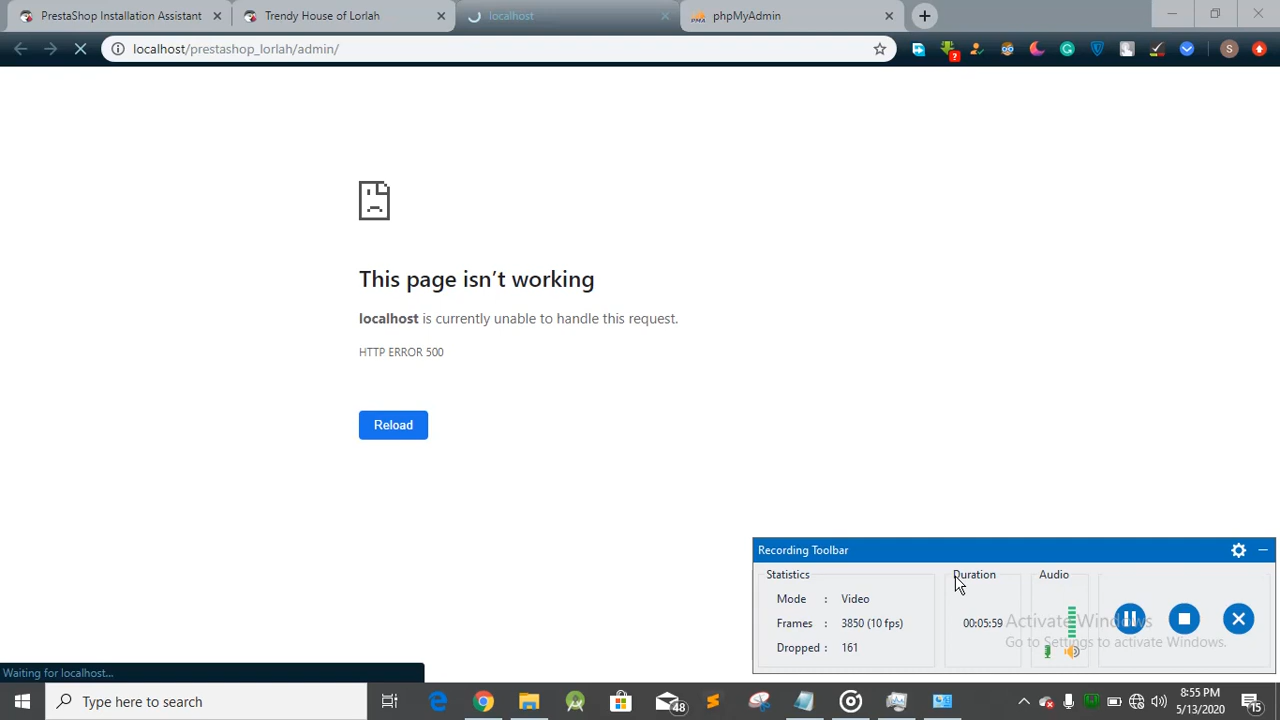 PrestaShop Installation Assistant
Trendy House of Lorlah
localhost
phpMyAdmin
localhost/prestashop_lorlah/admin/
S
This page isn't working
localhost is currently unable to handle this request.
HTTP ERROR 500
Reload
Recording Toolbar
Statistics
Mode : Video
Frames : 3850 (10 fps)
Dropped : 161
Duration
00:05:59
Audio
Activate Windows
Go to Settings to activate Windows.
Waiting for localhost...
Type here to search
48
8:55 PM
5/13/2020
15